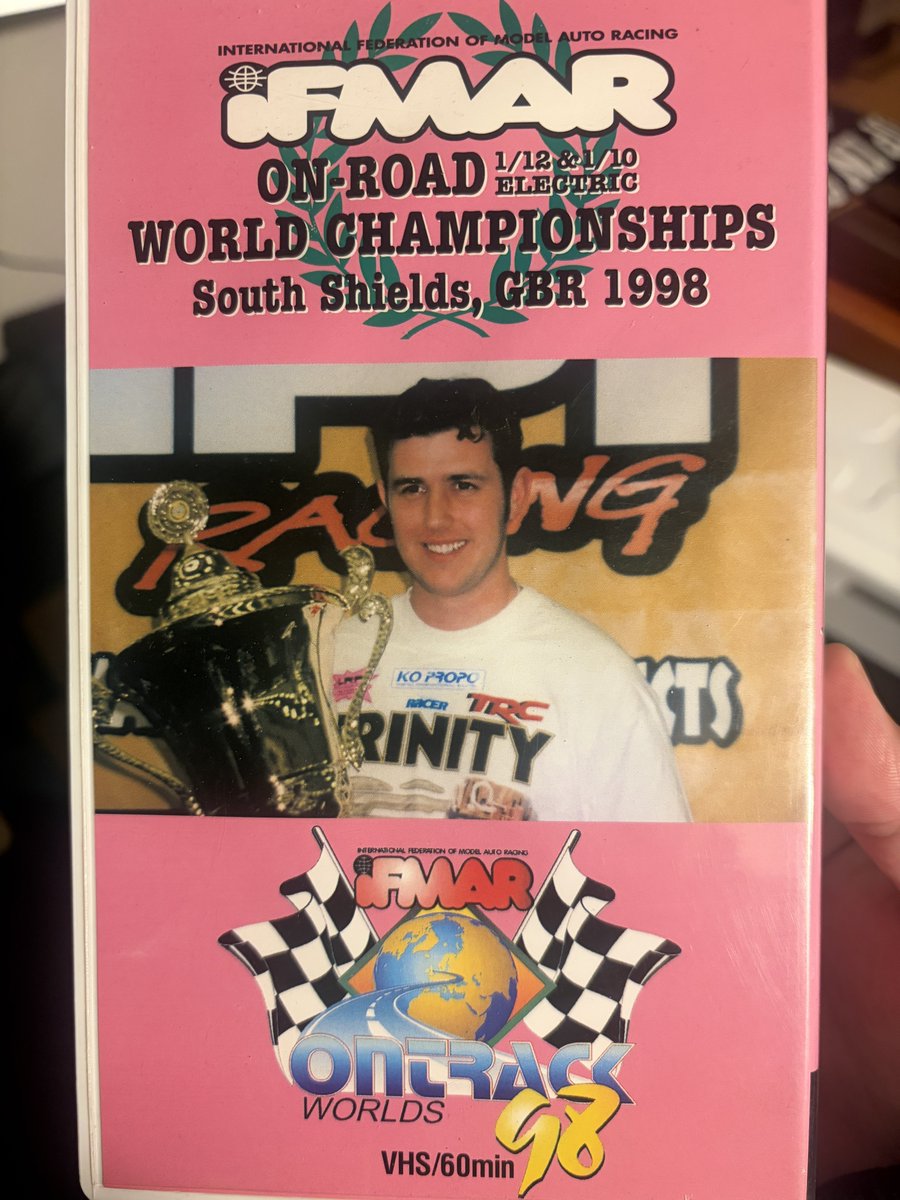 INTERNATIONAL FEDERATION OF MODEL AUTO RACING
iFMAR
ON-ROAD 1/12 & 1/10 ELECTRIC
WORLD CHAMPIONSHIPS
South Shields, GBR 1998
RACING
KO PROPO
RACER TRC
TRINITY
INTERNATIONAL FEDERATION OF MODEL AUTO RACING
iFMAR
ONTRACK
WORLDS 98
VHS/60min